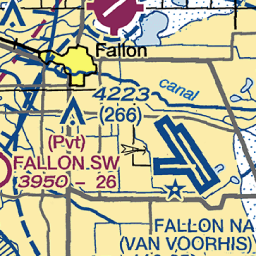 Fallon
canal
4223
(266)
(Pvt)
FALLON SW
3950 - 26
FALLON NA
(VAN VOORHIS)